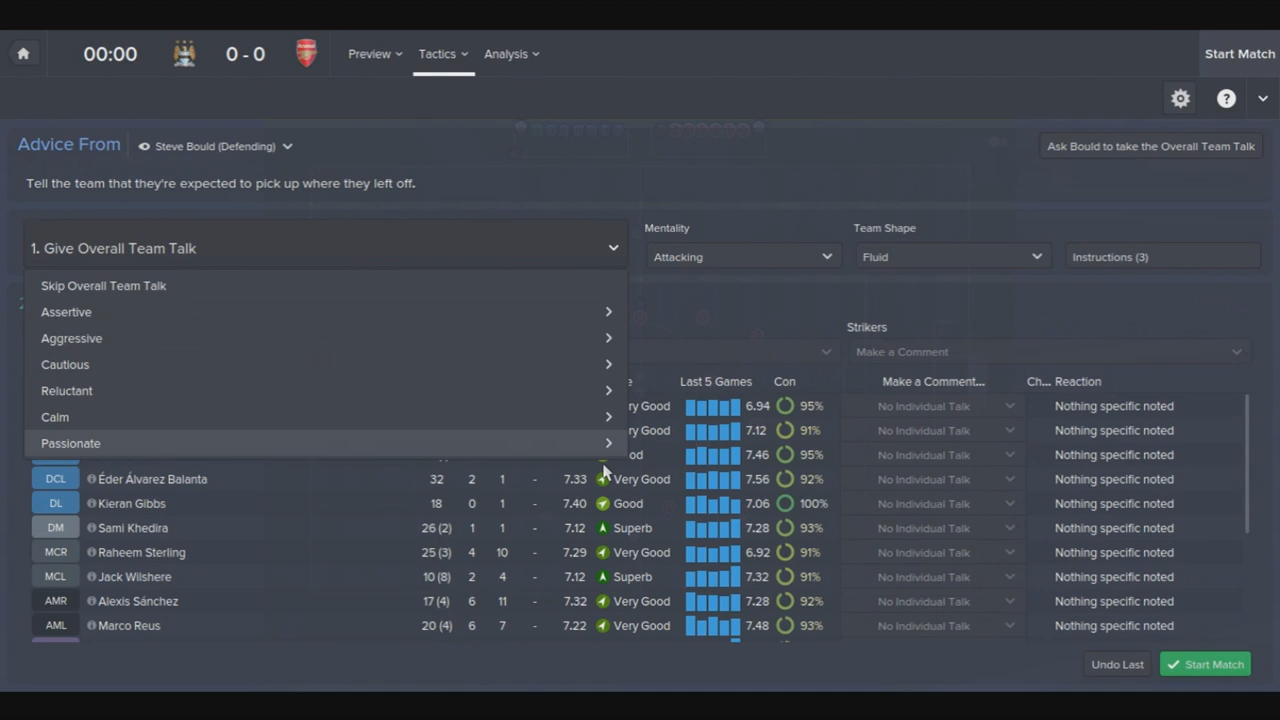 00:00
0 - 0
Preview
Tactics
Analysis
Start Match
?
Advice From
Steve Bould (Defending)
Ask Bould to take the Overall Team Talk
Tell the team that they're expected to pick up where they left off.
1. Give Overall Team Talk
Mentality
Attacking
Team Shape
Fluid
Instructions (3)
Skip Overall Team Talk
Assertive
Aggressive
Cautious
Reluctant
Calm
Passionate
Strikers
Make a Comment
Last 5 Games Con Make a Comment... Ch... Reaction
ry Good 6.94 95% No Individual Talk Nothing specific noted
ry Good 7.12 91% No Individual Talk Nothing specific noted
od 7.46 95% No Individual Talk Nothing specific noted
DCL Éder Álvarez Balanta 32 2 1 - 7.33 Very Good 7.56 92% No Individual Talk Nothing specific noted
DL Kieran Gibbs 18 0 1 - 7.40 Good 7.06 100% No Individual Talk Nothing specific noted
DM Sami Khedira 26 (2) 1 1 - 7.12 Superb 7.28 93% No Individual Talk Nothing specific noted
MCR Raheem Sterling 25 (3) 4 10 - 7.29 Very Good 6.92 91% No Individual Talk Nothing specific noted
MCL Jack Wilshere 10 (8) 2 4 - 7.12 Superb 7.32 91% No Individual Talk Nothing specific noted
AMR Alexis Sánchez 17 (4) 6 11 - 7.32 Very Good 7.28 92% No Individual Talk Nothing specific noted
AML Marco Reus 20 (4) 6 7 - 7.22 Very Good 7.48 93% No Individual Talk Nothing specific noted
Undo Last
Start Match